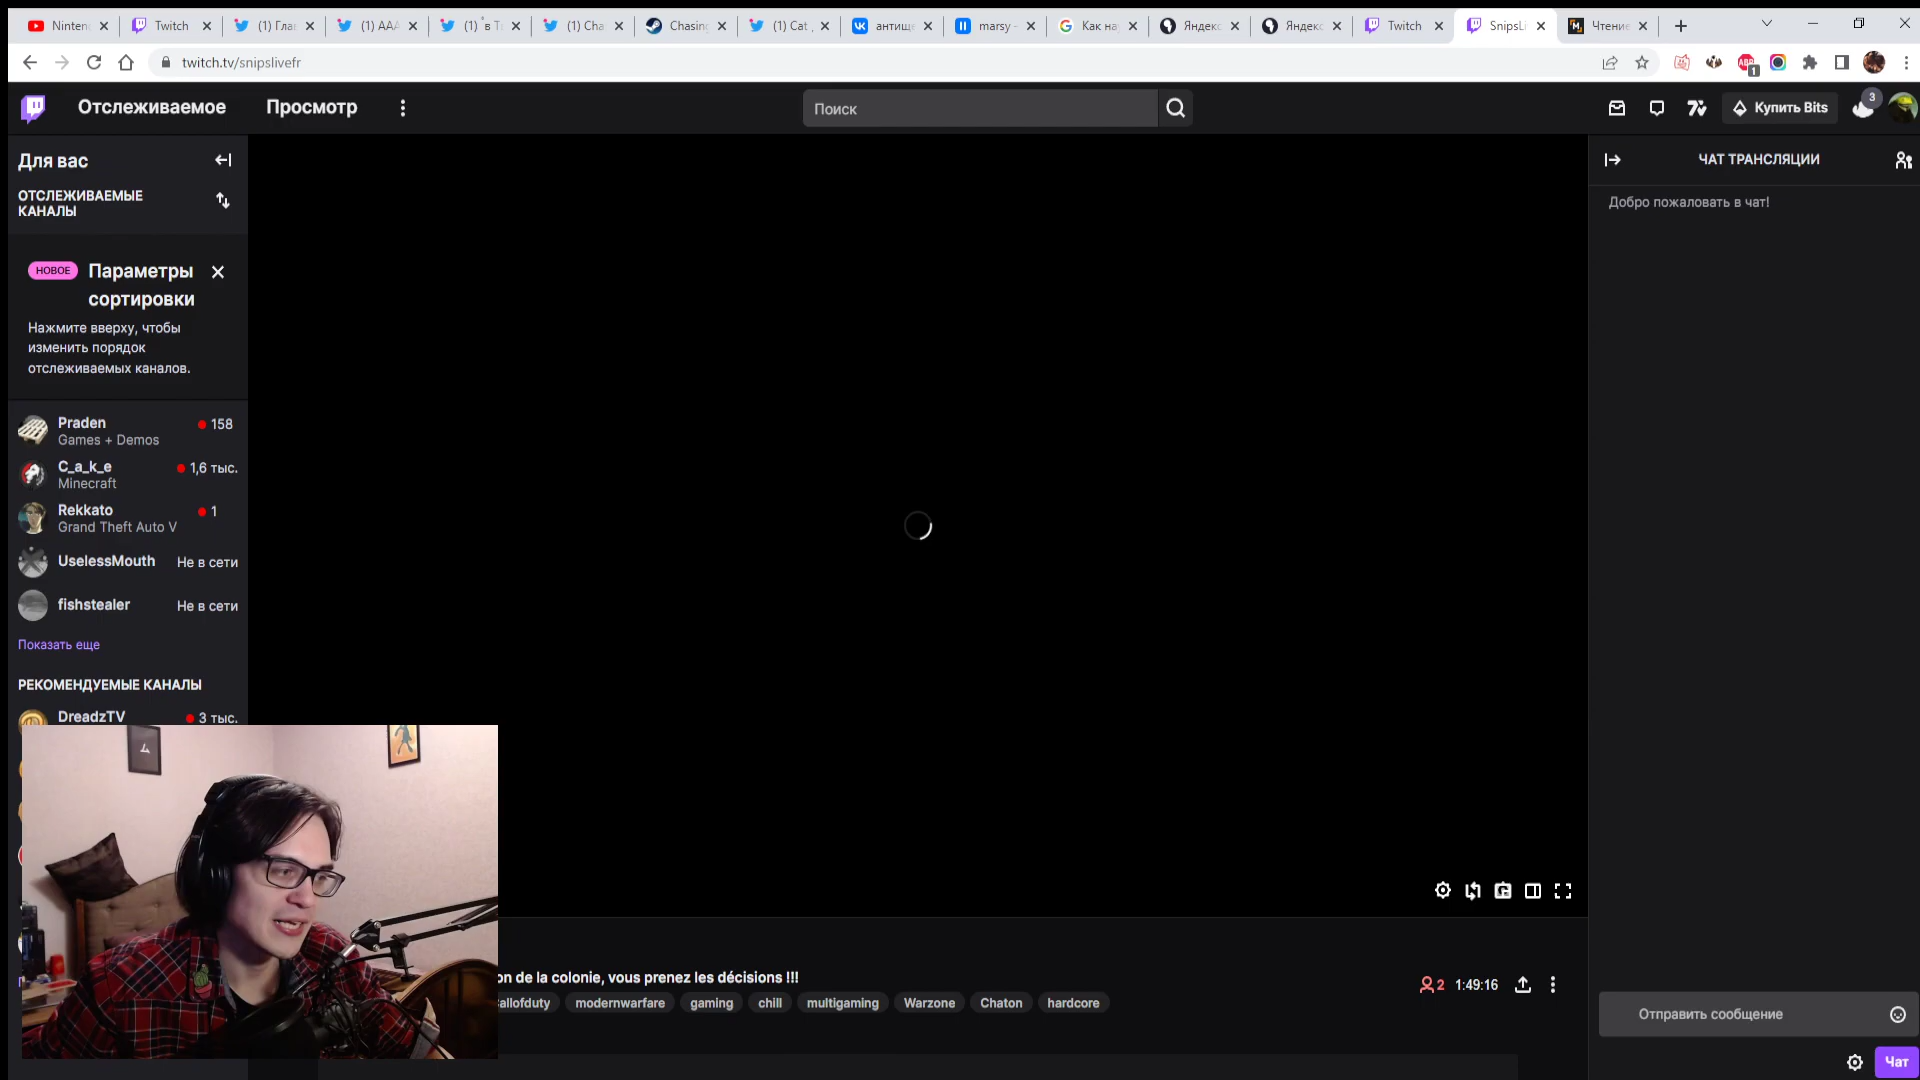 Ninten
Twitch
(1) Гла
(1) AAA
(1) "в Т
(1) Cha
Chasing
(1) Cat ,
антище
marsy -
Как на
Яндекс
Яндекс
Twitch
SnipsLi
Чтение
twitch.tv/snipslivefr
1
Отслеживаемое
Просмотр
Поиск
Купить Bits
3
Для вас
ОТСЛЕЖИВАЕМЫЕ
КАНАЛЫ
НОВОЕ
Параметры
сортировки
Нажмите вверху, чтобы
изменить порядок
отслеживаемых каналов.
Praden
158
Games + Demos
C_a_k_e
1,6 тыс.
Minecraft
Rekkato
1
Grand Theft Auto V
UselessMouth
Не в сети
fishstealer
Не в сети
Показать еще
РЕКОМЕНДУЕМЫЕ КАНАЛЫ
DreadzTV
3 тыс.
ЧАТ ТРАНСЛЯЦИИ
Добро пожаловать в чат!
on de la colonie, vous prenez les décisions !!!
2
1:49:16
callofduty
modernwarfare
gaming
chill
multigaming
Warzone
Chaton
hardcore
Отправить сообщение
Чат